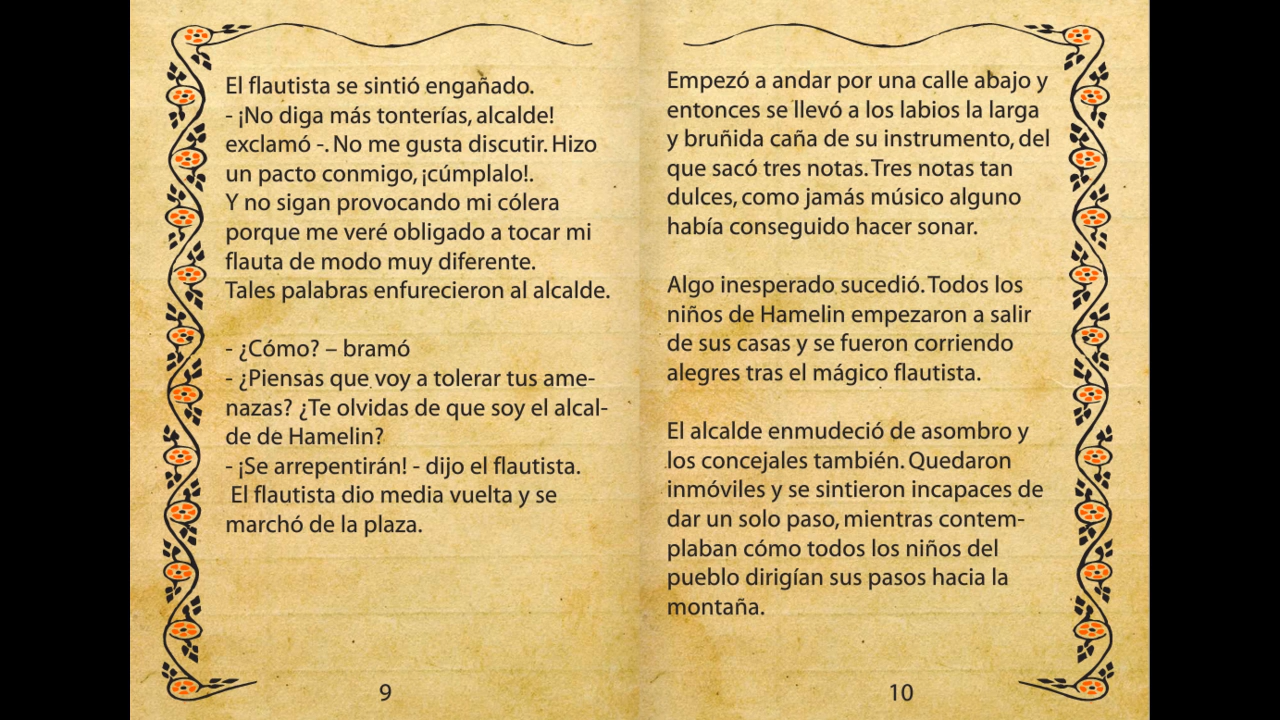 El flautista se sintió engañado.
- ¡No diga más tonterías, alcalde!
exclamó -. No me gusta discutir. Hizo
un pacto conmigo, ¡cúmplalo!.
Y no sigan provocando mi cólera
porque me veré obligado a tocar mi
flauta de modo muy diferente.
Tales palabras enfurecieron al alcalde.
- ¿Cómo? – bramó
- ¿Piensas que voy a tolerar tus ame-
nazas? ¿Te olvidas de que soy el alcal-
de de Hamelin?
- ¡Se arrepentirán! - dijo el flautista.
El flautista dio media vuelta y se
marchó de la plaza.
9
Empezó a andar por una calle abajo y
entonces se llevó a los labios la larga
y bruñida caña de su instrumento, del
que sacó tres notas. Tres notas tan
dulces, como jamás músico alguno
había conseguido hacer sonar.
Algo inesperado sucedió. Todos los
niños de Hamelin empezaron a salir
de sus casas y se fueron corriendo
alegres tras el mágico flautista.
El alcalde enmudeció de asombro y
los concejales también. Quedaron
inmóviles y se sintieron incapaces de
dar un solo paso, mientras contem-
plaban cómo todos los niños del
pueblo dirigían sus pasos hacia la
montaña.
10